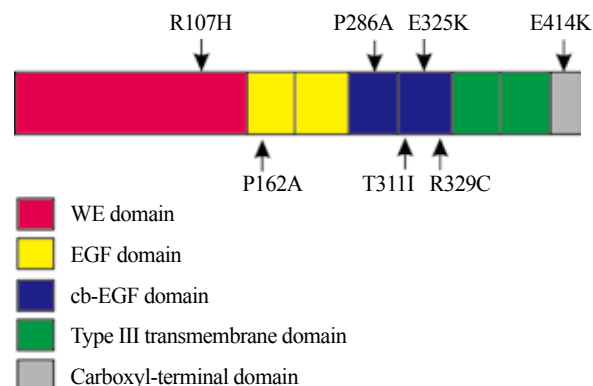 R107H P286A E325K E414K
P162A T311I R329C
WE domain
EGF domain
cb-EGF domain
Type III transmembrane domain
Carboxyl-terminal domain